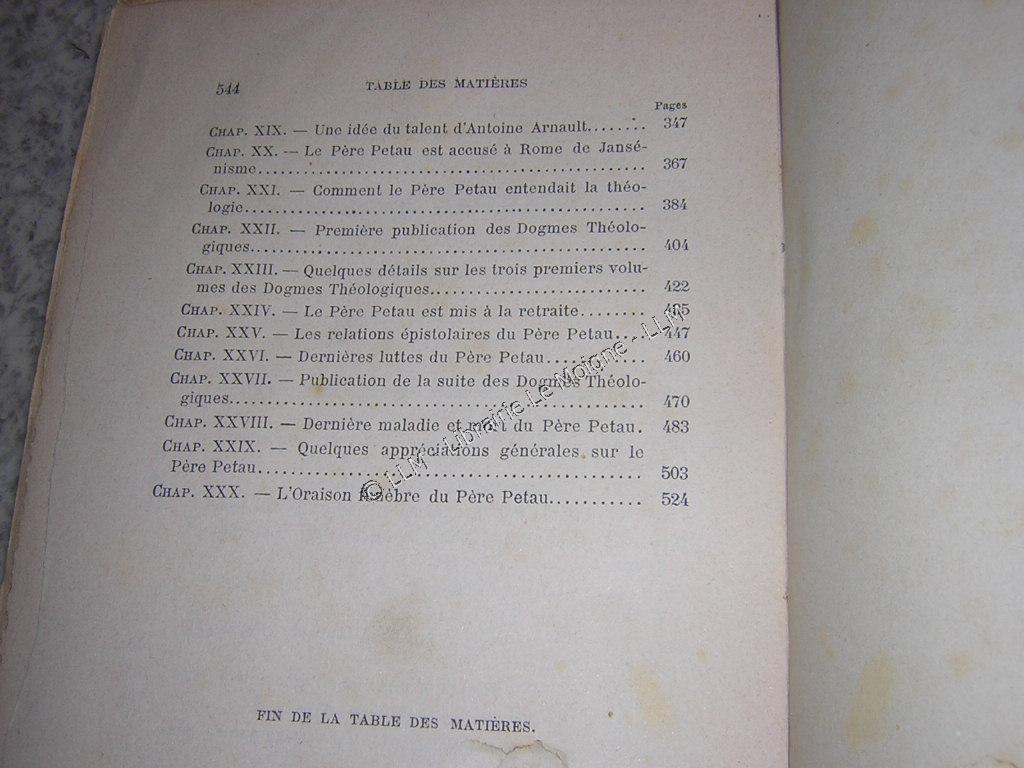 544 TABLE DES MATIÈRES
Pages
CHAP. XIX. — Une idée du talent d'Antoine Arnault........ 347
CHAP. XX. — Le Père Petau est accusé à Rome de Jansé-
nisme................................................ 367
CHAP. XXI. — Comment le Père Petau entendait la théo-
logie................................................ 384
CHAP. XXII. — Première publication des Dogmes Théolo-
giques............................................... 404
CHAP. XXIII. — Quelques détails sur les trois premiers volu-
mes des Dogmes Théologiques.......................... 422
CHAP. XXIV. — Le Père Petau est mis à la retraite........
CHAP. XXV. — Les relations épistolaires du Père Petau.... 447
CHAP. XXVI. — Dernières luttes du Père Petau............ 460
CHAP. XXVII. — Publication de la suite des Dogmes Théolo-
giques............................................... 470
CHAP. XXVIII. — Dernière maladie et mort du Père Petau. 483
CHAP. XXIX. — Quelques appréciations générales sur le
Père Petau........................................... 503
CHAP. XXX. — L'Oraison funèbre du Père Petau........... 524
© LLM - Librairie Le Moigne - LLM
FIN DE LA TABLE DES MATIÈRES.